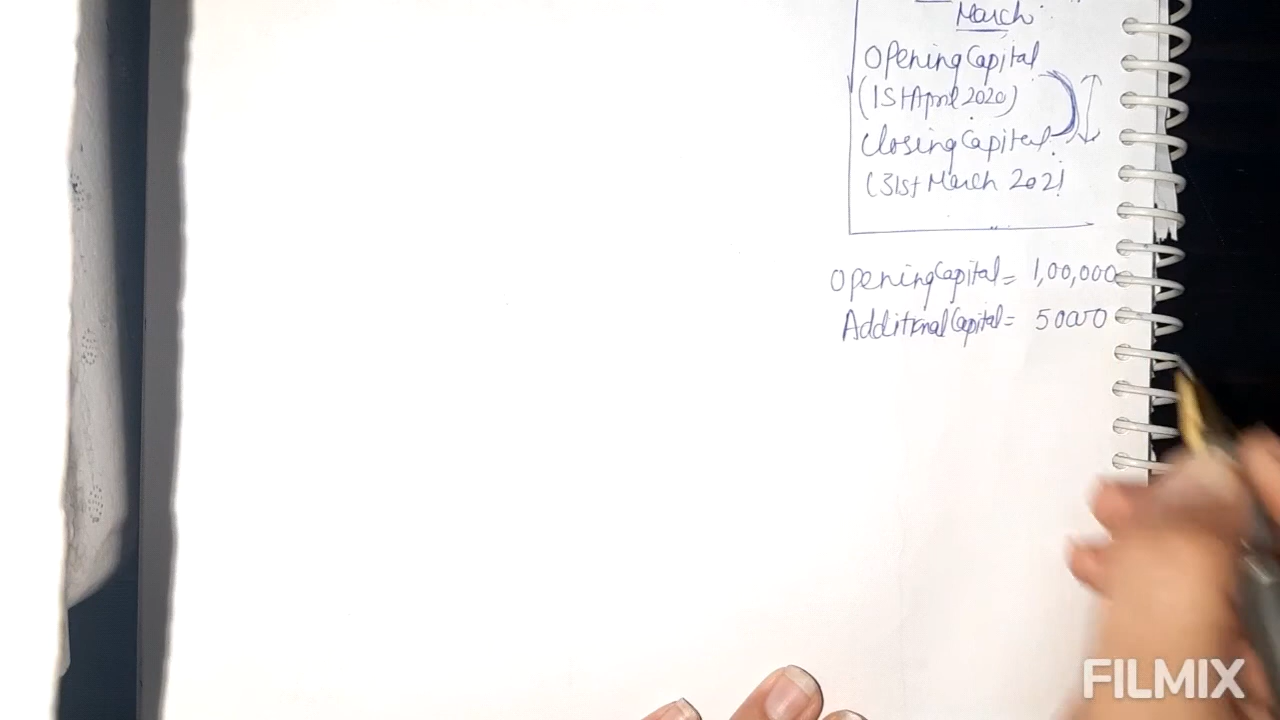 March
Opening Capital
(1st April 2020)
Closing Capital.
(31st March 2021
Opening Capital = 1,00,000
Additional Capital = 50000
FILMIX